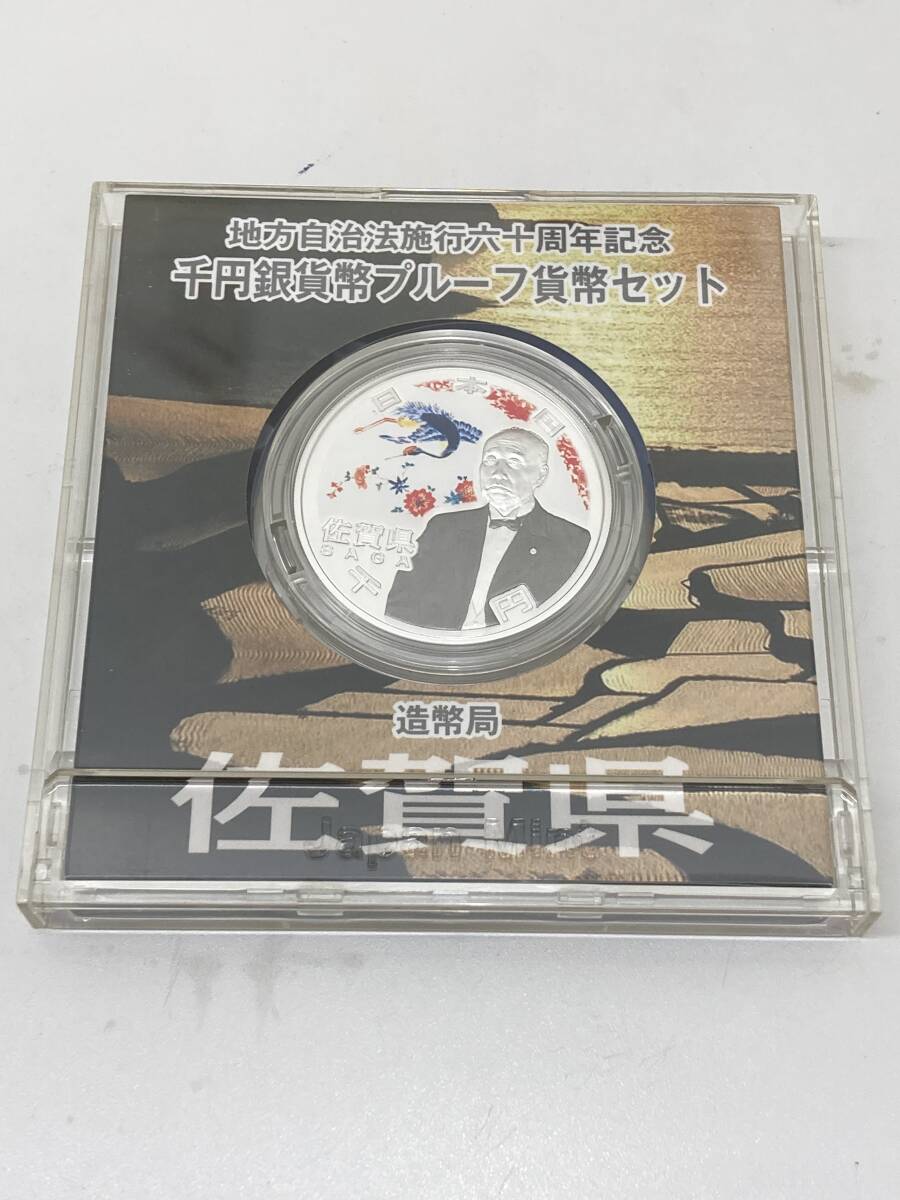 地方自治法施行六十周年記念
千円銀貨幣プルーフ貨幣セット
日本国
佐賀県
SAGA
千円
造幣局
佐賀県
Japan Mint